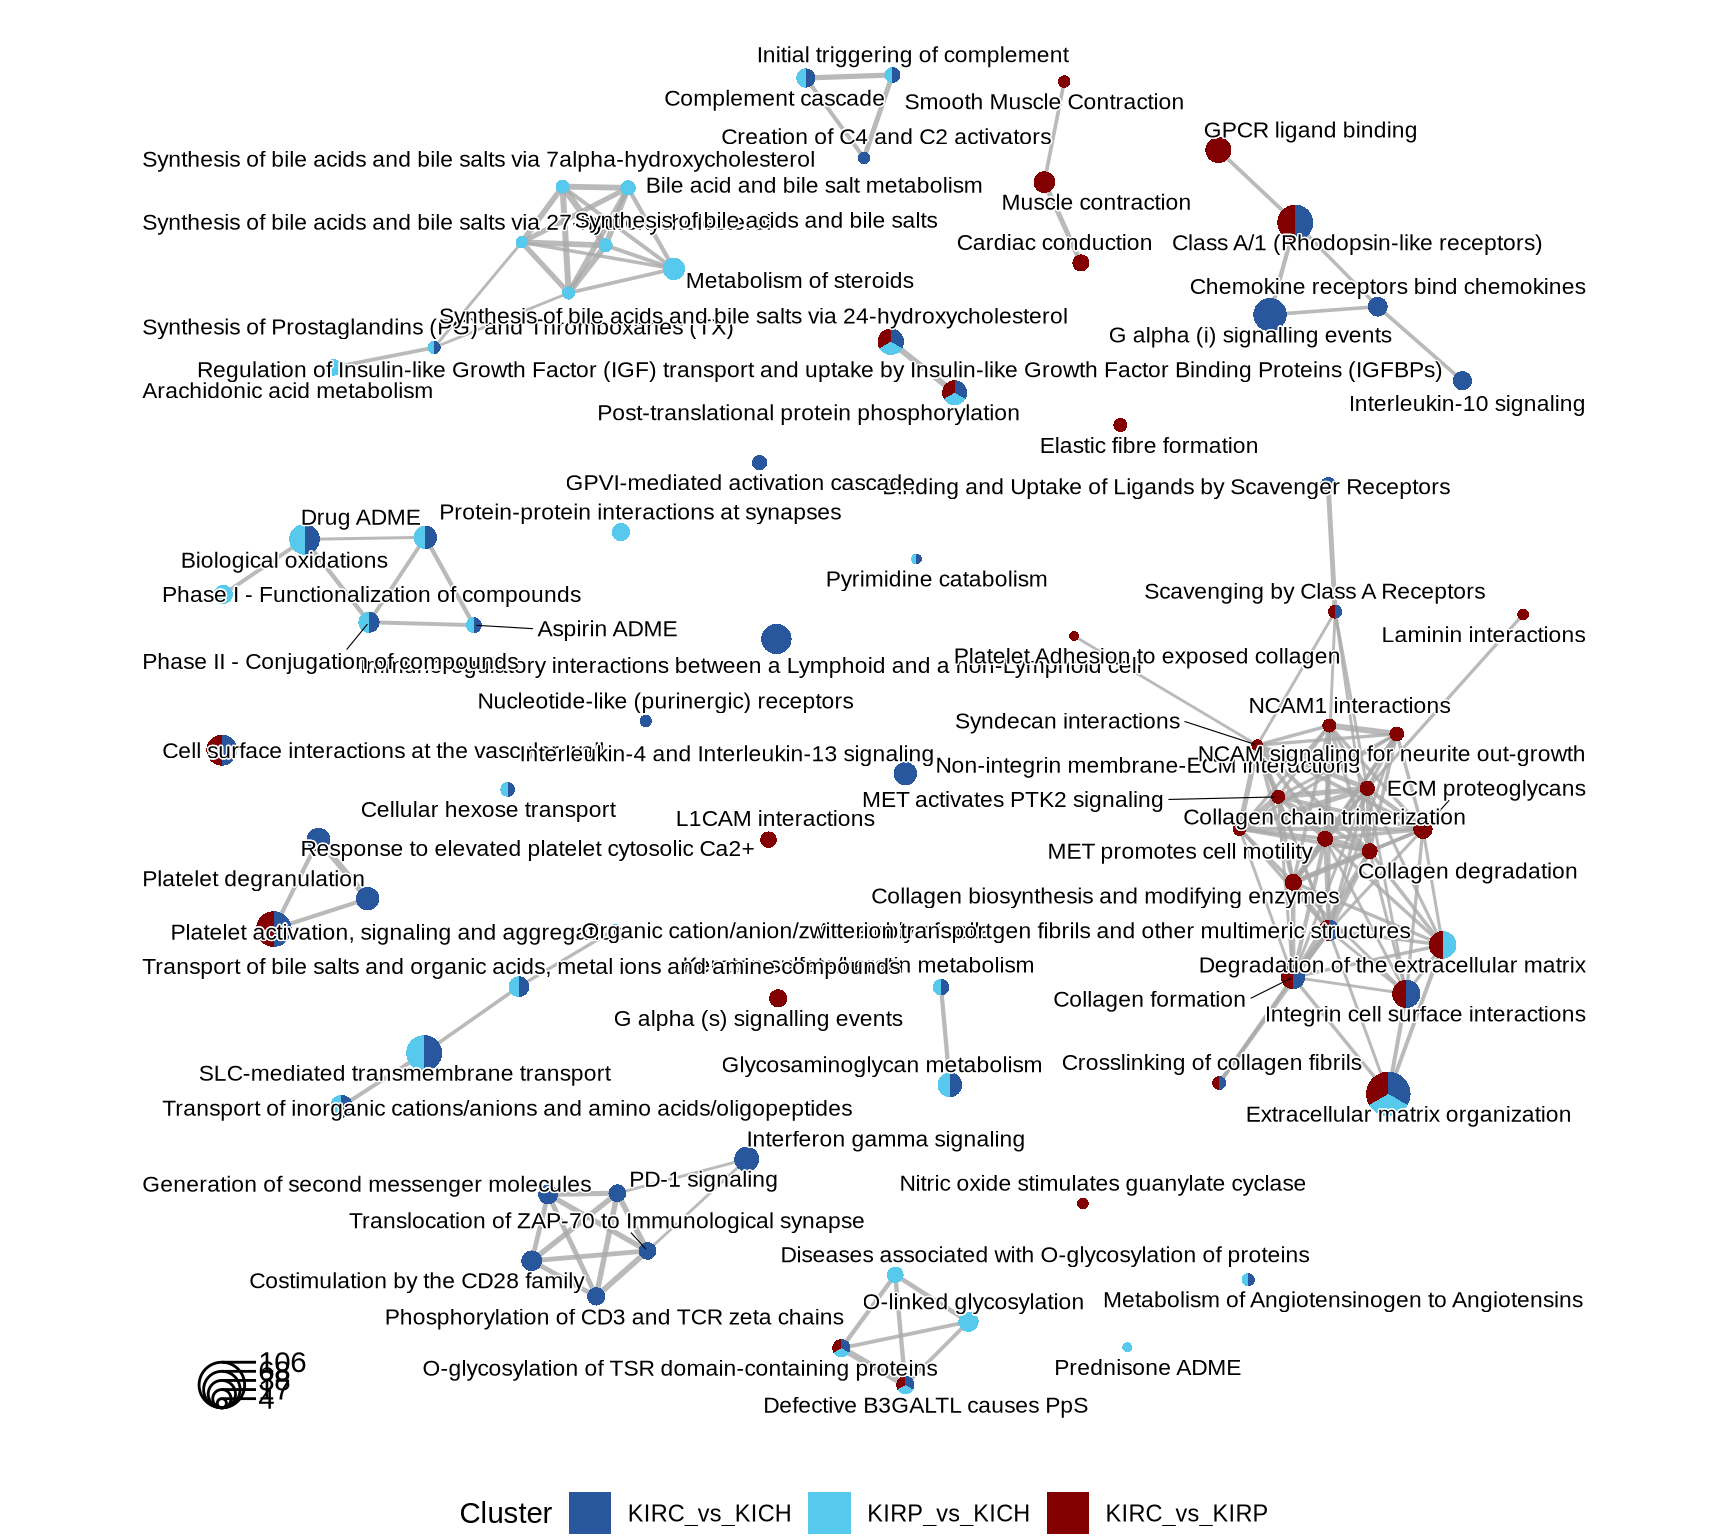 Initial triggering of complement
Complement cascade
Smooth Muscle Contraction
Creation of C4 and C2 activators
GPCR ligand binding
Synthesis of bile acids and bile salts via 7alpha-hydroxycholesterol
Bile acid and bile salt metabolism
Muscle contraction
Synthesis of bile acids and bile salts via 27-
Synthesis of bile acids and bile salts
Cardiac conduction
Class A/1 (Rhodopsin-like receptors)
Metabolism of steroids
Chemokine receptors bind chemokines
Synthesis of bile acids and bile salts via 24-hydroxycholesterol
Synthesis of Prostaglandins (PG) and Thromboxanes (TX)
G alpha (i) signalling events
Regulation of Insulin-like Growth Factor (IGF) transport and uptake by Insulin-like Growth Factor Binding Proteins (IGFBPs)
Arachidonic acid metabolism
Interleukin-10 signaling
Post-translational protein phosphorylation
Elastic fibre formation
GPVI-mediated activation cascade
Binding and Uptake of Ligands by Scavenger Receptors
Drug ADME
Protein-protein interactions at synapses
Biological oxidations
Pyrimidine catabolism
Phase I - Functionalization of compounds
Scavenging by Class A Receptors
Aspirin ADME
Laminin interactions
Phase II - Conjugation of compounds
Immunoregulatory interactions between a Lymphoid and a non-Lymphoid cell
Platelet Adhesion to exposed collagen
Nucleotide-like (purinergic) receptors
NCAM1 interactions
Syndecan interactions
Cell surface interactions at the vascular wall
Interleukin-4 and Interleukin-13 signaling
NCAM signaling for neurite out-growth
Non-integrin membrane-ECM interactions
ECM proteoglycans
MET activates PTK2 signaling
Cellular hexose transport
L1CAM interactions
Collagen chain trimerization
Response to elevated platelet cytosolic Ca2+
MET promotes cell motility
Collagen degradation
Platelet degranulation
Collagen biosynthesis and modifying enzymes
Platelet activation, signaling and aggregation
Organic cation/anion/zwitterion transport
fibrils and other multimeric structures
Transport of bile salts and organic acids, metal ions and amine compounds
metabolism
Degradation of the extracellular matrix
Collagen formation
G alpha (s) signalling events
Integrin cell surface interactions
SLC-mediated transmembrane transport
Glycosaminoglycan metabolism
Crosslinking of collagen fibrils
Transport of inorganic cations/anions and amino acids/oligopeptides
Extracellular matrix organization
Interferon gamma signaling
Generation of second messenger molecules
PD-1 signaling
Nitric oxide stimulates guanylate cyclase
Translocation of ZAP-70 to Immunological synapse
Diseases associated with O-glycosylation of proteins
Costimulation by the CD28 family
O-linked glycosylation
Metabolism of Angiotensinogen to Angiotensins
Phosphorylation of CD3 and TCR zeta chains
O-glycosylation of TSR domain-containing proteins
Prednisone ADME
Defective B3GALTL causes PpS
106
4
Cluster
KIRC_vs_KICH
KIRP_vs_KICH
KIRC_vs_KIRP